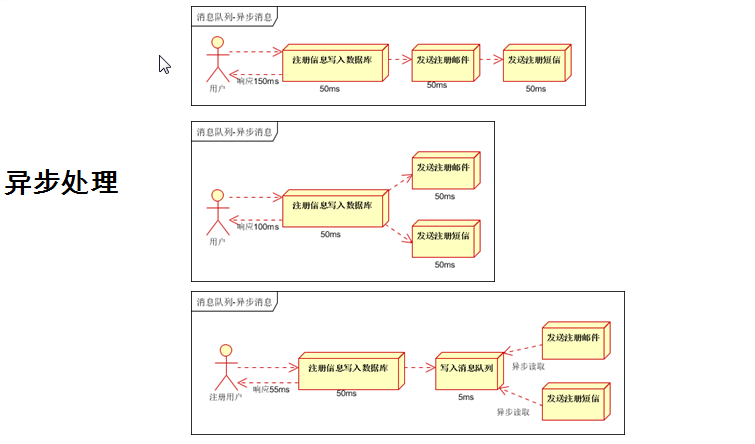 消息队列-异步消息
注册信息写入数据库
发送注册邮件
发送注册短信
用户
响应150ms
50ms
50ms
50ms
异步处理
消息队列-异步消息
发送注册邮件
50ms
注册信息写入数据库
用户
响应100ms
50ms
发送注册短信
50ms
消息队列-异步消息
发送注册邮件
异步读取
注册信息写入数据库
写入消息队列
注册用户
响应55ms
50ms
5ms
发送注册短信
异步读取